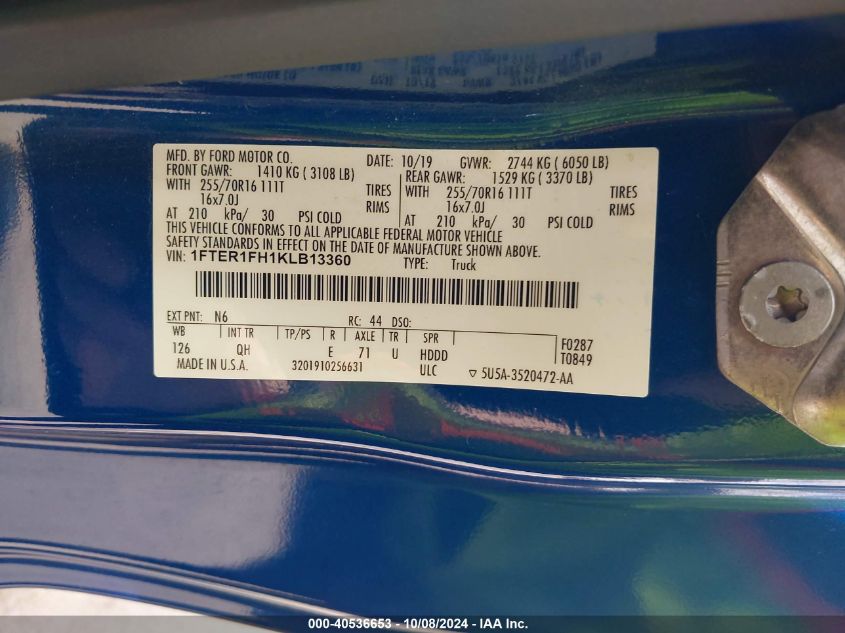 MFD. BY FORD MOTOR CO. DATE: 10/19 GVWR: 2744 KG ( 6050 LB)
FRONT GAWR: 1410 KG ( 3108 LB) REAR GAWR: 1529 KG ( 3370 LB)
WITH 255/70R16 111T TIRES WITH 255/70R16 111T TIRES
16x7.0J RIMS 16x7.0J RIMS
AT 210 kPa/ 30 PSI COLD AT 210 kPa/ 30 PSI COLD
THIS VEHICLE CONFORMS TO ALL APPLICABLE FEDERAL MOTOR VEHICLE
SAFETY STANDARDS IN EFFECT ON THE DATE OF MANUFACTURE SHOWN ABOVE.
VIN: 1FTER1FH1KLB13360 TYPE: Truck
EXT PNT: N6 RC: 44 DSO:
WB INT TR TP/PS R AXLE TR SPR F0287
126 QH E 71 U HDDD T0849
MADE IN U.S.A. 3201910256631 ULC ▽ 5U5A-3520472-AA
000-40536653 - 10/08/2024 - IAA Inc.